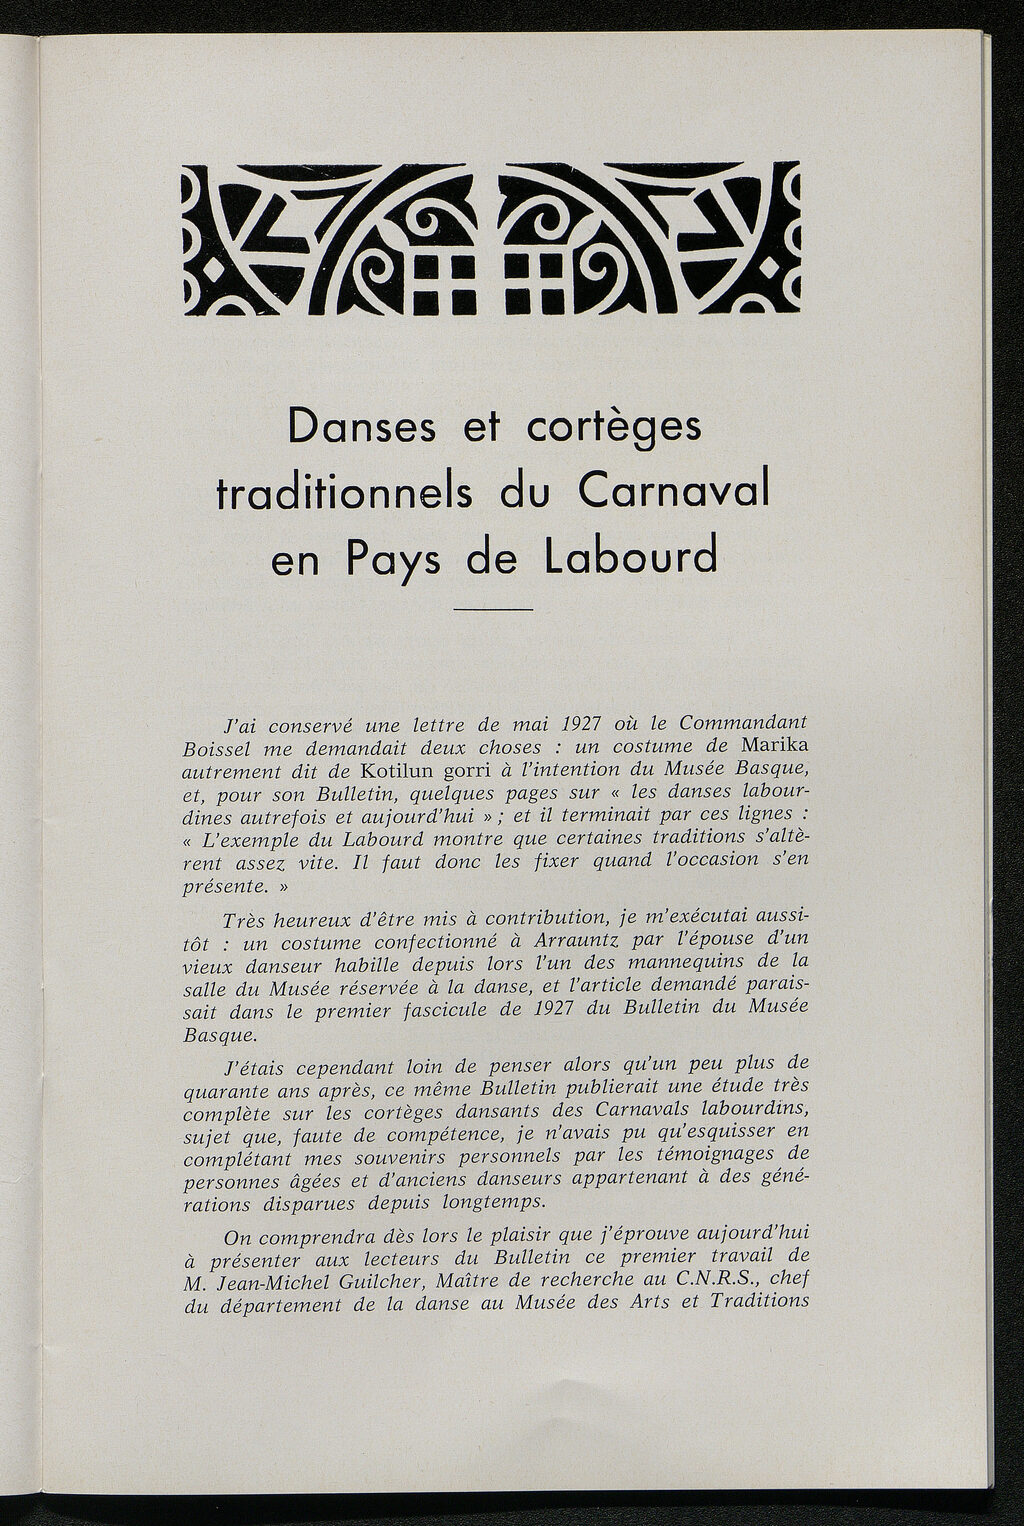 Danses et cortèges
traditionnels du Carnaval
en Pays de Labourd
J'ai conservé une lettre de mai 1927 où le Commandant
Boissel me demandait deux choses : un costume de Marika
autrement dit de Kotilun gorri à l'intention du Musée Basque,
et, pour son Bulletin, quelques pages sur « les danses labour-
dines autrefois et aujourd'hui » ; et il terminait par ces lignes :
« L'exemple du Labourd montre que certaines traditions s'altè-
rent assez vite. Il faut donc les fixer quand l'occasion s'en
présente. »
Très heureux d'être mis à contribution, je m'exécutai aussi-
tôt : un costume confectionné à Arrauntz par l'épouse d'un
vieux danseur habille depuis lors l'un des mannequins de la
salle du Musée réservée à la danse, et l'article demandé parais-
sait dans le premier fascicule de 1927 du Bulletin du Musée
Basque.
J'étais cependant loin de penser alors qu'un peu plus de
quarante ans après, ce même Bulletin publierait une étude très
complète sur les cortèges dansants des Carnavals labourdins,
sujet que, faute de compétence, je n'avais pu qu'esquisser en
complétant mes souvenirs personnels par les témoignages de
personnes âgées et d'anciens danseurs appartenant à des géné-
rations disparues depuis longtemps.
On comprendra dès lors le plaisir que j'éprouve aujourd'hui
à présenter aux lecteurs du Bulletin ce premier travail de
M. Jean-Michel Guilcher, Maître de recherche au C.N.R.S., chef
du département de la danse au Musée des Arts et Traditions